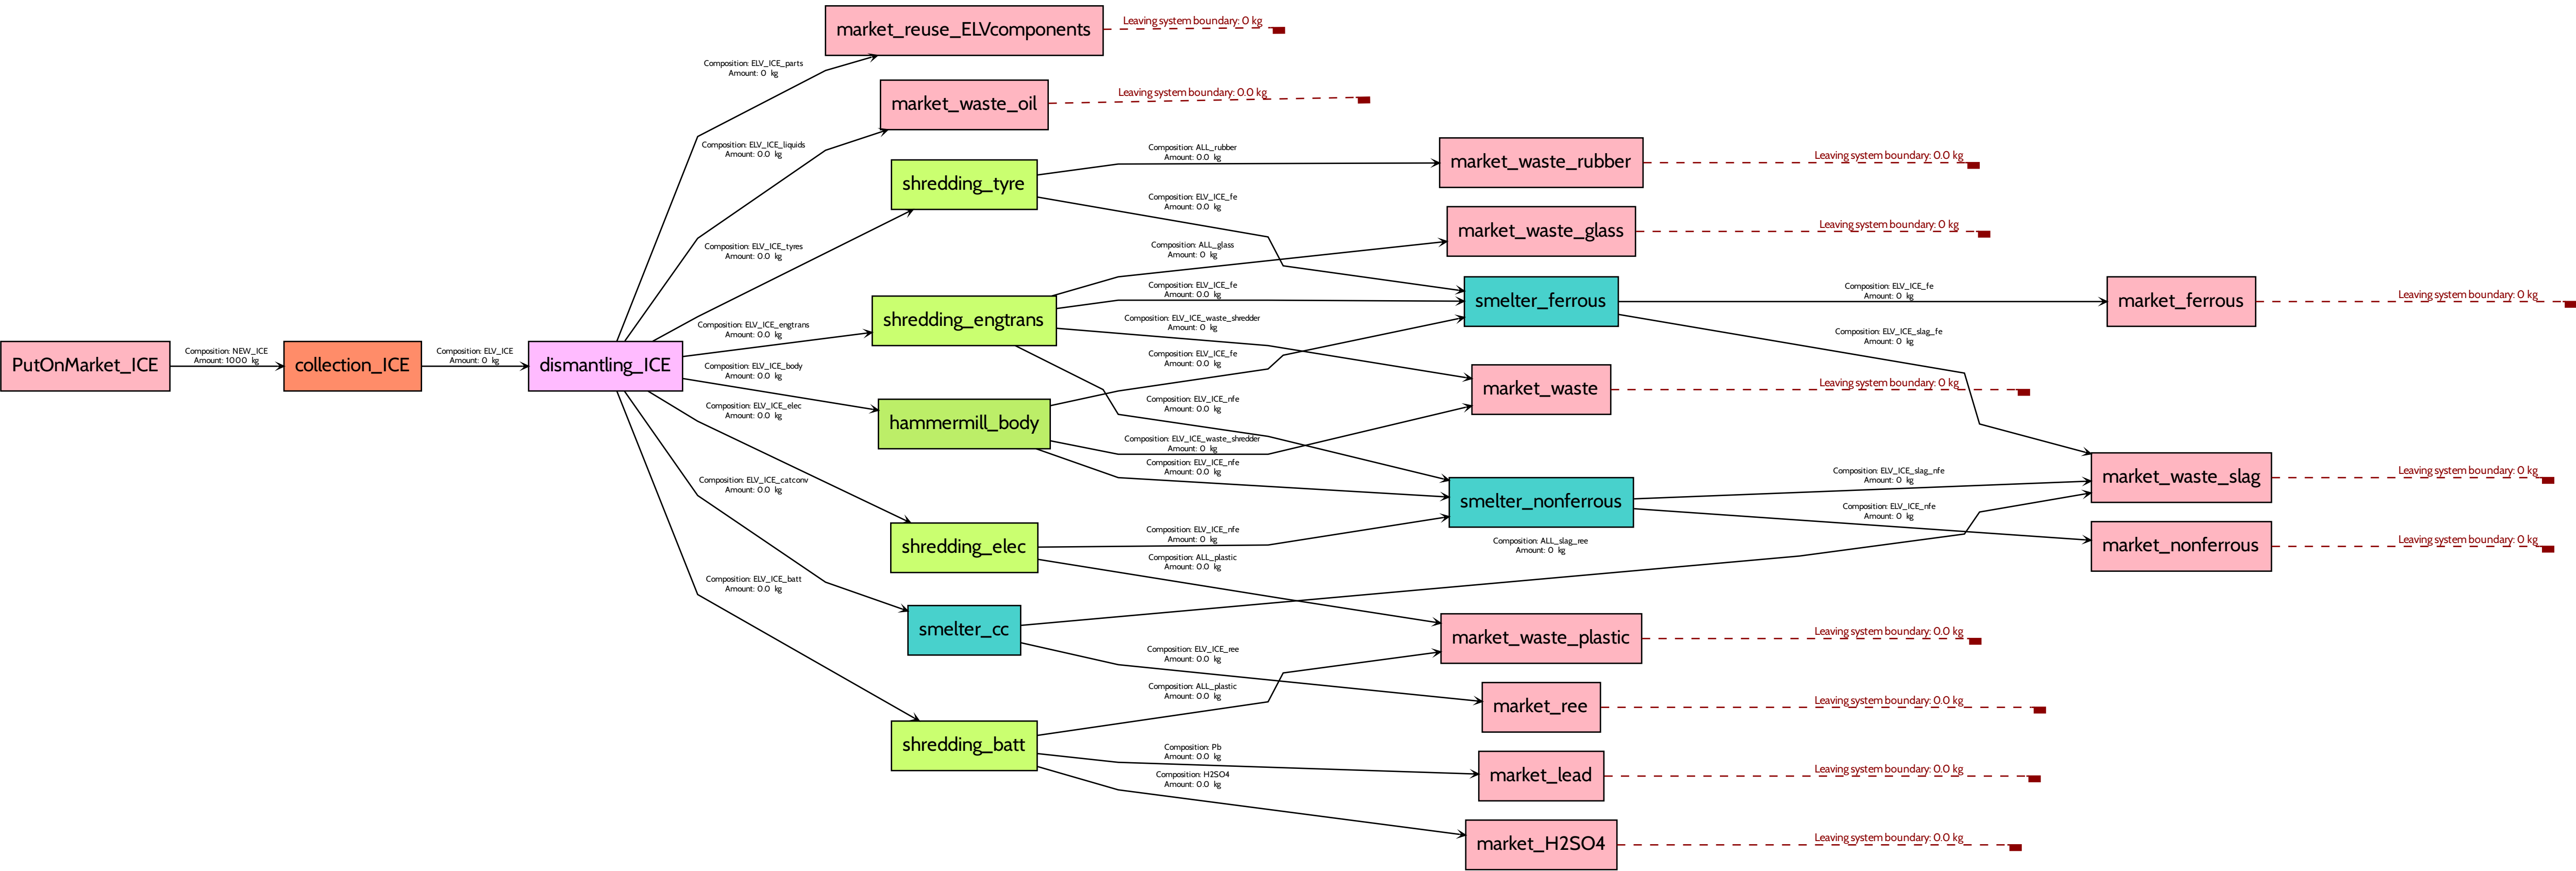 market_reuse_ELVcomponents
Leaving system boundary: 0 kg
Composition: ELV_ICE_parts
Amount: 0 kg
market_waste_oil
Leaving system boundary: 0.0 kg
Composition: ELV_ICE_liquids
Amount: 0.0 kg
Composition: ALL_rubber
Amount: 0.0 kg
market_waste_rubber
Leaving system boundary: 0.0 kg
shredding_tyre
Composition: ELV_ICE_fe
Amount: 0.0 kg
market_waste_glass
Leaving system boundary: 0 kg
Composition: ELV_ICE_tyres
Amount: 0.0 kg
Composition: ALL_glass
Amount: 0 kg
Composition: ELV_ICE_fe
Amount: 0.0 kg
smelter_ferrous
Composition: ELV_ICE_fe
Amount: 0 kg
market_ferrous
Leaving system boundary: 0 kg
shredding_engtrans
Composition: ELV_ICE_engtrans
Amount: 0.0 kg
Composition: ELV_ICE_waste_shredder
Amount: 0 kg
Composition: ELV_ICE_slag_fe
Amount: 0 kg
PutOnMarket_ICE
Composition: NEW_ICE
Amount: 1000 kg
collection_ICE
Composition: ELV_ICE
Amount: 0 kg
dismantling_ICE
Composition: ELV_ICE_body
Amount: 0.0 kg
Composition: ELV_ICE_fe
Amount: 0.0 kg
market_waste
Leaving system boundary: 0 kg
Composition: ELV_ICE_elec
Amount: 0.0 kg
hammermill_body
Composition: ELV_ICE_nfe
Amount: 0.0 kg
Composition: ELV_ICE_waste_shredder
Amount: 0 kg
Composition: ELV_ICE_nfe
Amount: 0.0 kg
Composition: ELV_ICE_catconv
Amount: 0.0 kg
smelter_nonferrous
Composition: ELV_ICE_slag_nfe
Amount: 0 kg
market_waste_slag
Leaving system boundary: 0 kg
Composition: ELV_ICE_nfe
Amount: 0 kg
shredding_elec
Composition: ELV_ICE_nfe
Amount: 0 kg
Composition: ALL_slag_ree
Amount: 0 kg
market_nonferrous
Leaving system boundary: 0 kg
Composition: ALL_plastic
Amount: 0.0 kg
Composition: ELV_ICE_batt
Amount: 0.0 kg
smelter_cc
market_waste_plastic
Leaving system boundary: 0.0 kg
Composition: ELV_ICE_ree
Amount: 0.0 kg
Composition: ALL_plastic
Amount: 0.0 kg
market_ree
Leaving system boundary: 0.0 kg
shredding_batt
Composition: Pb
Amount: 0.0 kg
market_lead
Leaving system boundary: 0.0 kg
Composition: H2SO4
Amount: 0.0 kg
market_H2SO4
Leaving system boundary: 0.0 kg